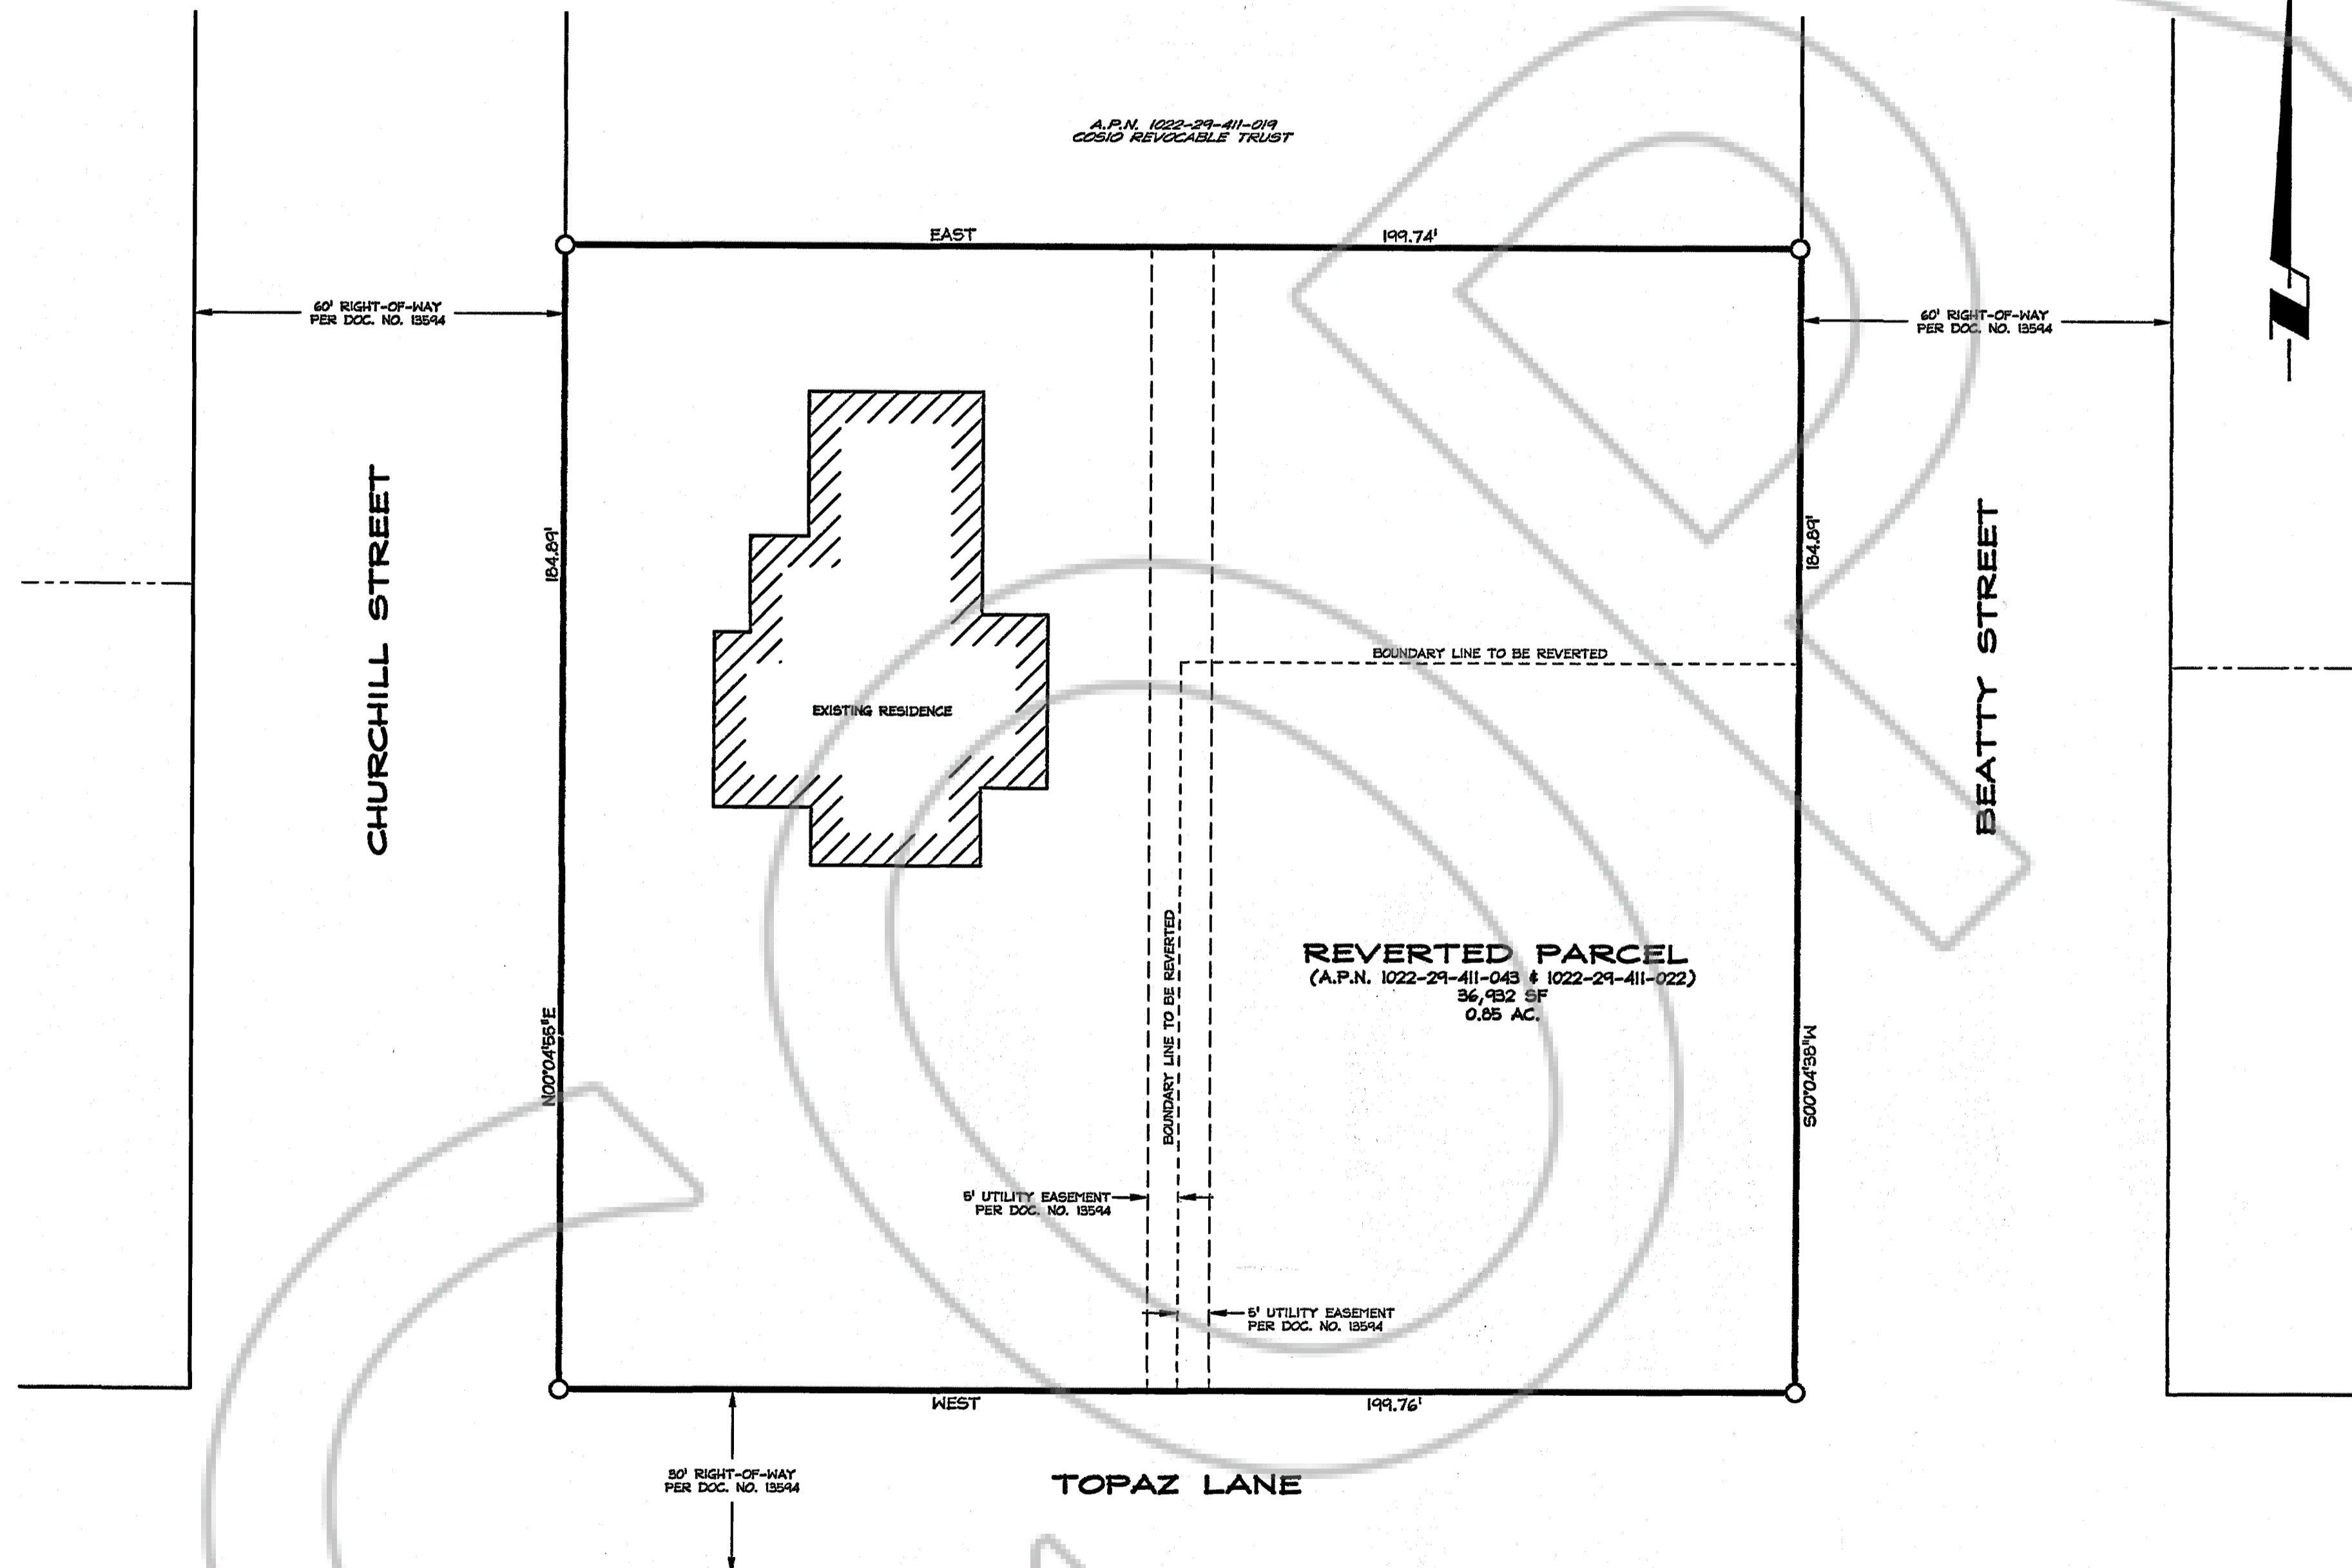 A.P.N. 1022-29-411-019
COSIO REVOCABLE TRUST
EAST
199.74'
60' RIGHT-OF-WAY
PER DOC. NO. 13594
60' RIGHT-OF-WAY
PER DOC. NO. 13594
CHURCHILL STREET
184.89'
N00°04'55"E
EXISTING RESIDENCE
BOUNDARY LINE TO BE REVERTED
BOUNDARY LINE TO BE REVERTED
184.89'
S00°04'38"W
BEATTY STREET
REVERTED PARCEL
(A.P.N. 1022-29-411-043 & 1022-29-411-022)
36,932 SF
0.85 AC.
5' UTILITY EASEMENT
PER DOC. NO. 13594
5' UTILITY EASEMENT
PER DOC. NO. 13594
WEST
199.76'
30' RIGHT-OF-WAY
PER DOC. NO. 13594
TOPAZ LANE